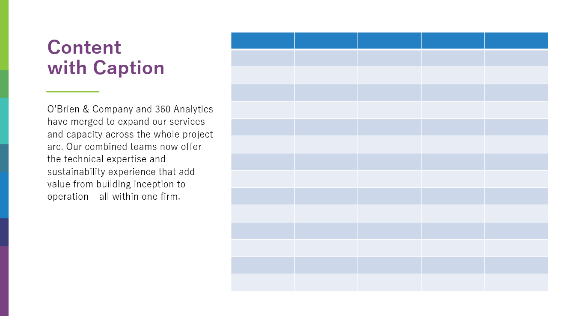 Content
with Caption
O'Brien & Company and 360 Analytics
have merged to expand our services
and capacity across the whole project
arc. Our combined teams now offer
the technical expertise and
sustainability experience that add
value from building inception to
operation – all within one firm.